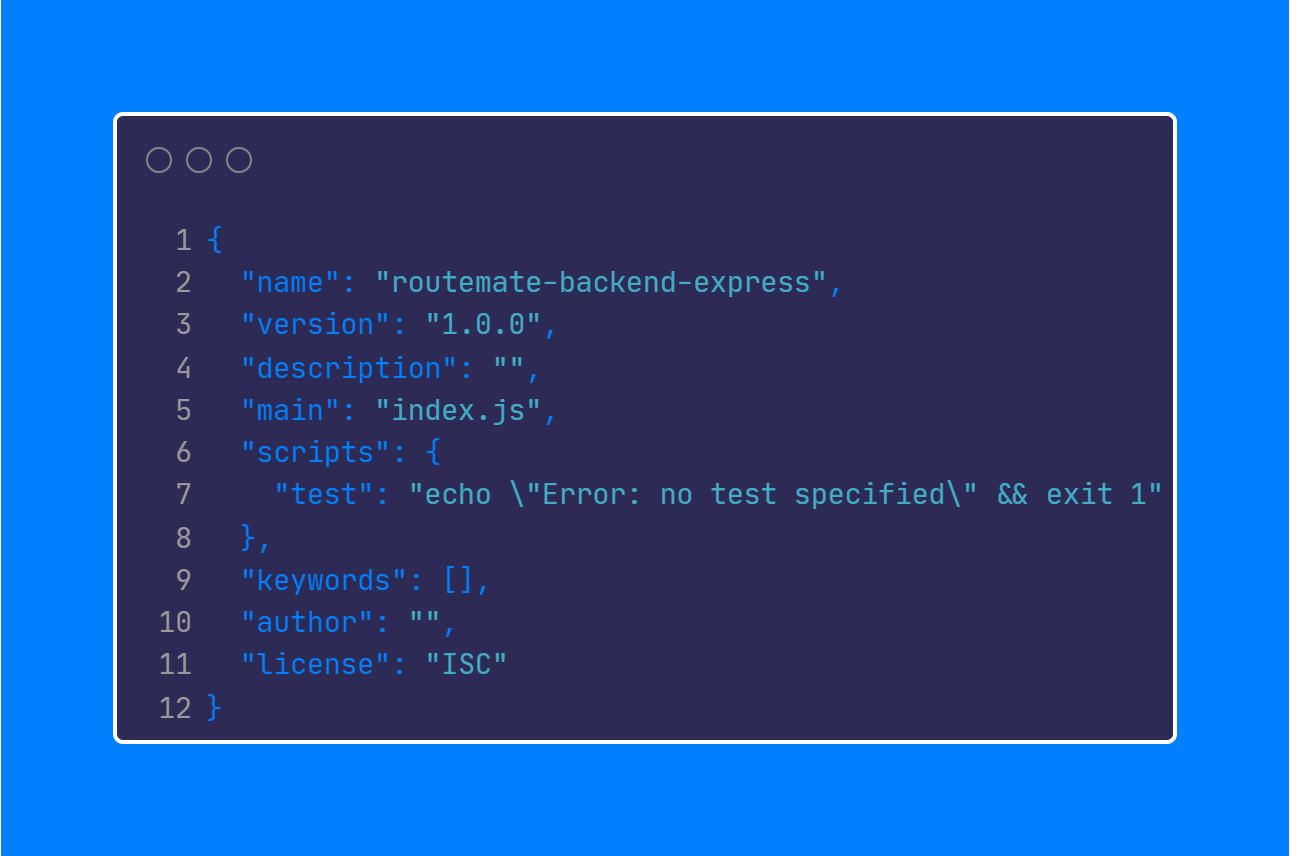 1 {
2   "name": "routemate-backend-express",
3   "version": "1.0.0",
4   "description": "",
5   "main": "index.js",
6   "scripts": {
7     "test": "echo \"Error: no test specified\" && exit 1"
8   },
9   "keywords": [],
10   "author": "",
11   "license": "ISC"
12 }